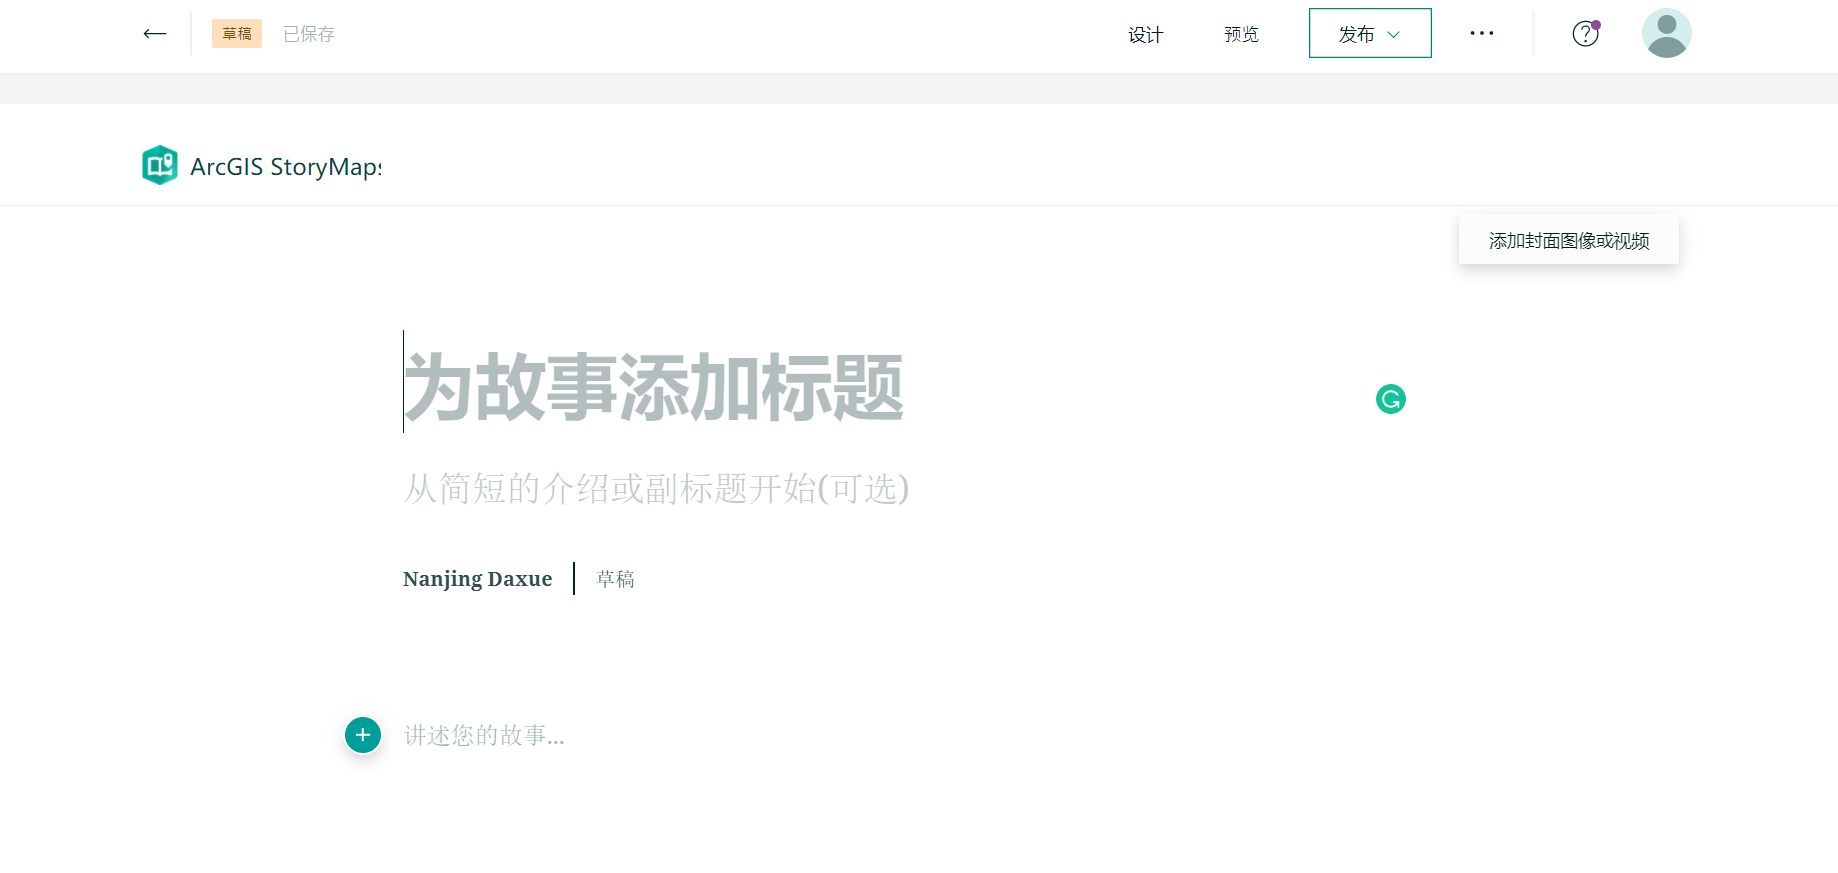 草稿 已保存 设计 预览 发布
ArcGIS StoryMaps
添加封面图像或视频
为故事添加标题
从简短的介绍或副标题开始(可选)
Nanjing Daxue 草稿
讲述您的故事...